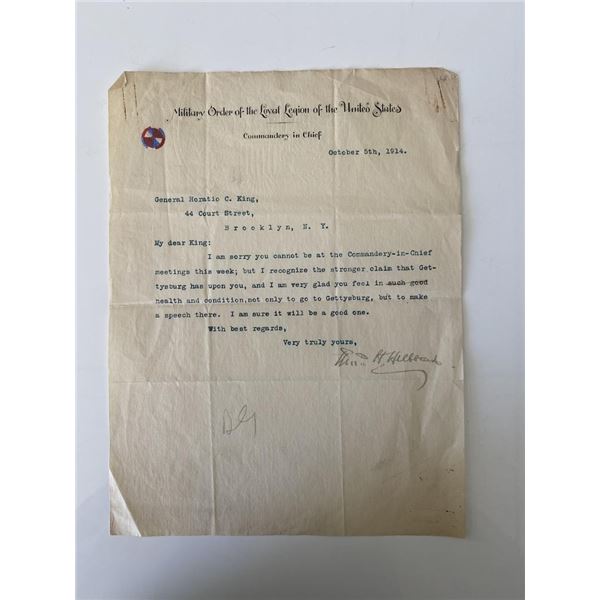 Military Order of the Loyal Legion of the United States
Commandery-in-Chief
October 5th, 1914.
General Horatio C. King,
44 Court Street,
Brooklyn, N. Y.
My dear King:
I am sorry you cannot be at the Commandery-in-Chief
meetings this week; but I recognize the stronger claim that Get-
tysburg has upon you, and I am very glad you feel in such good
health and condition,not only to go to Gettysburg, but to make
a speech there. I am sure it will be a good one.
With best regards,
Very truly yours,
H. Hubbard